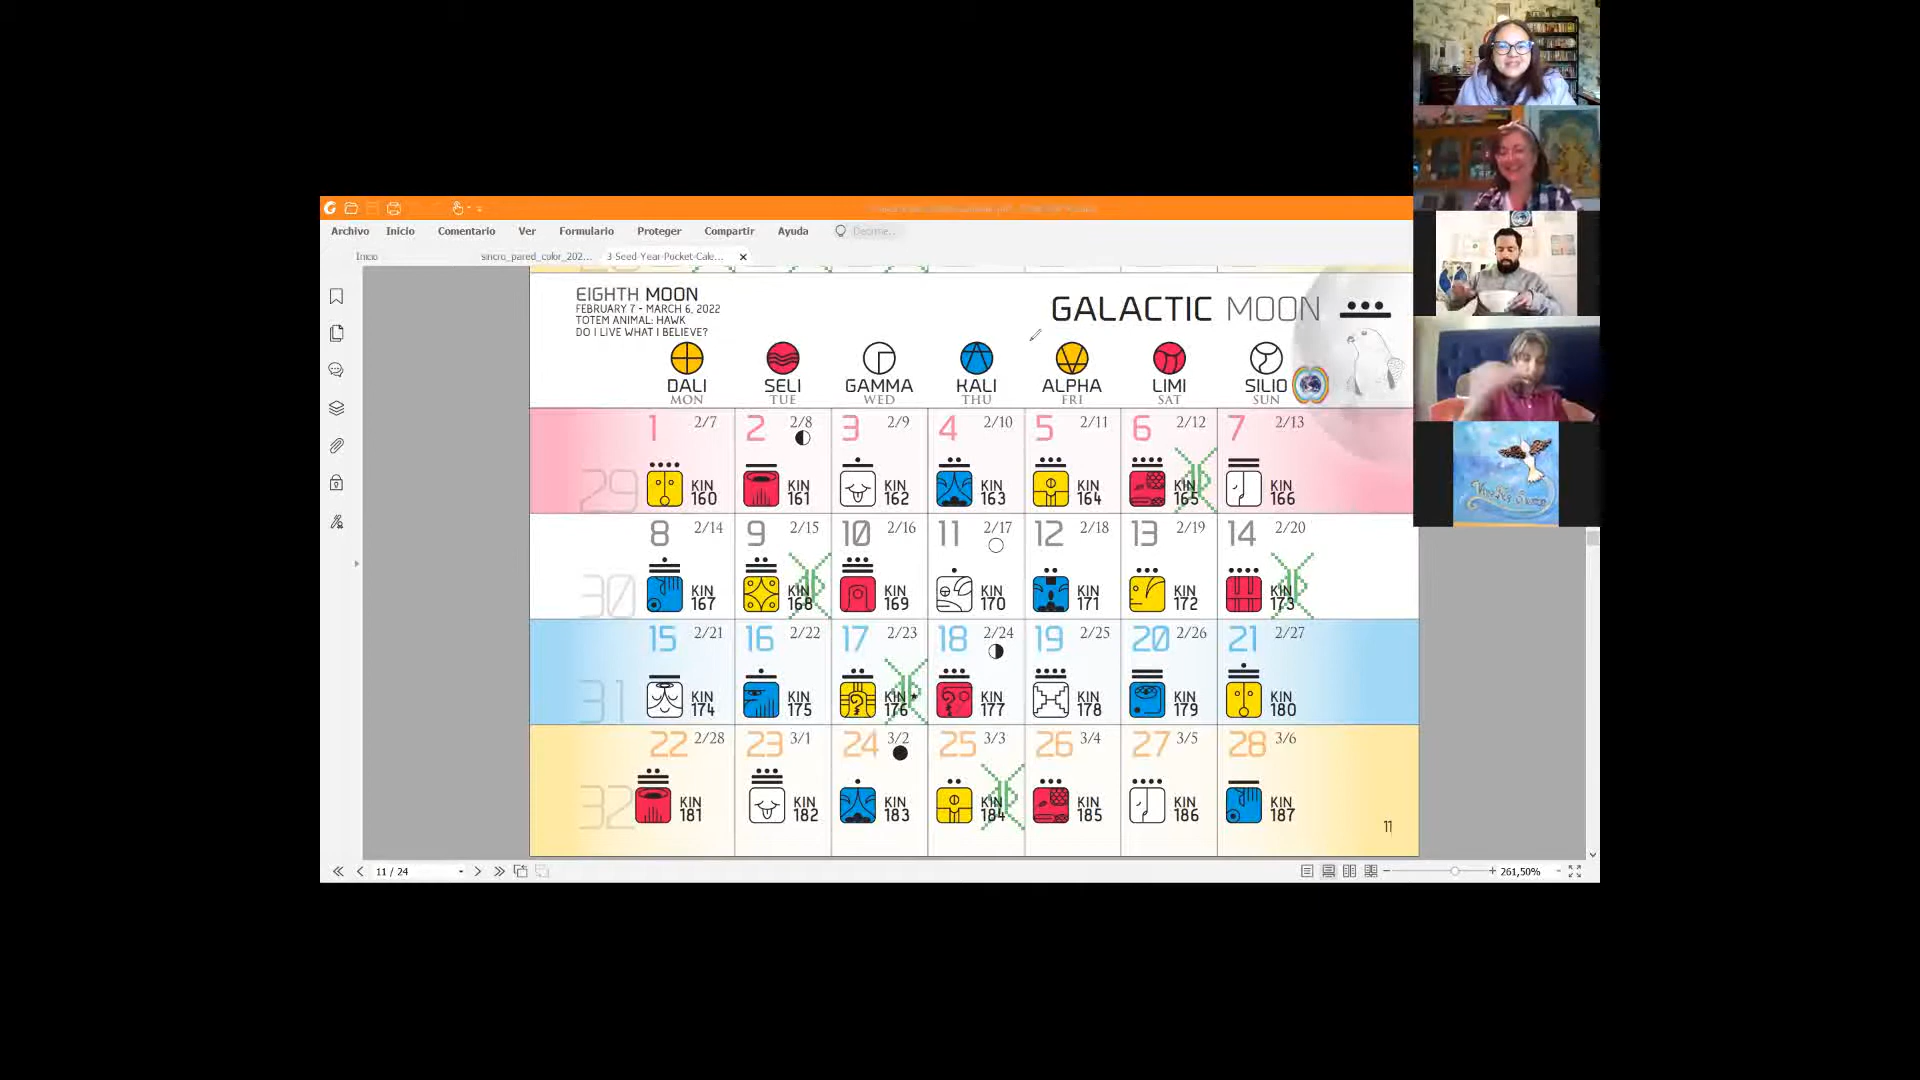 Archivo Inicio Comentario Ver Formulario Proteger Compartir Ayuda Decirme..
Inicio sincro_pared_color_202... 3 Seed Year-Pocket-Cale...
EIGHTH MOON
FEBRUARY 7 - MARCH 6, 2022
TOTEM ANIMAL: HAWK
DO I LIVE WHAT I BELIEVE?
GALACTIC MOON
DALI SELI GAMMA KALI ALPHA LIMI SILIO
MON TUE WED THU FRI SAT SUN
1 2/7 2 2/8 3 2/9 4 2/10 5 2/11 6 2/12 7 2/13
29 KIN 160 KIN 161 KIN 162 KIN 163 KIN 164 KIN 165 KIN 166
8 2/14 9 2/15 10 2/16 11 2/17 12 2/18 13 2/19 14 2/20
30 KIN 167 KIN 168 KIN 169 KIN 170 KIN 171 KIN 172 KIN 173
15 2/21 16 2/22 17 2/23 18 2/24 19 2/25 20 2/26 21 2/27
31 KIN 174 KIN 175 KIN 176 KIN 177 KIN 178 KIN 179 KIN 180
22 2/28 23 3/1 24 3/2 25 3/3 26 3/4 27 3/5 28 3/6
32 KIN 181 KIN 182 KIN 183 KIN 184 KIN 185 KIN 186 KIN 187
11
11 / 24
261,50%